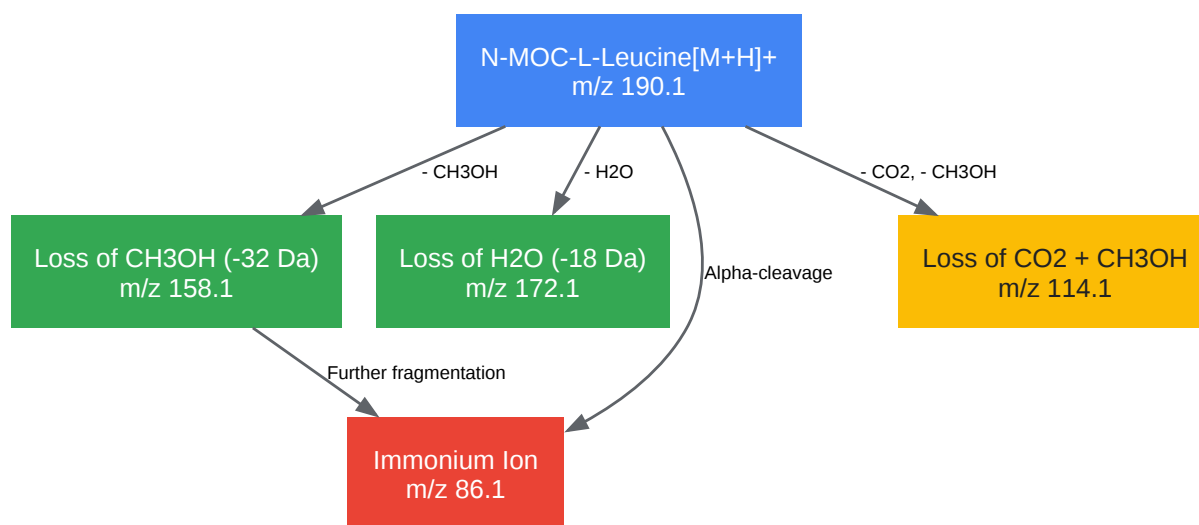 N-MOC-L-Leucine[M+H]+
m/z 190.1
- CH3OH
- H2O
- CO2, - CH3OH
Loss of CH3OH (-32 Da)
m/z 158.1
Loss of H2O (-18 Da)
m/z 172.1
Alpha-cleavage
Loss of CO2 + CH3OH
m/z 114.1
Further fragmentation
Immonium Ion
m/z 86.1